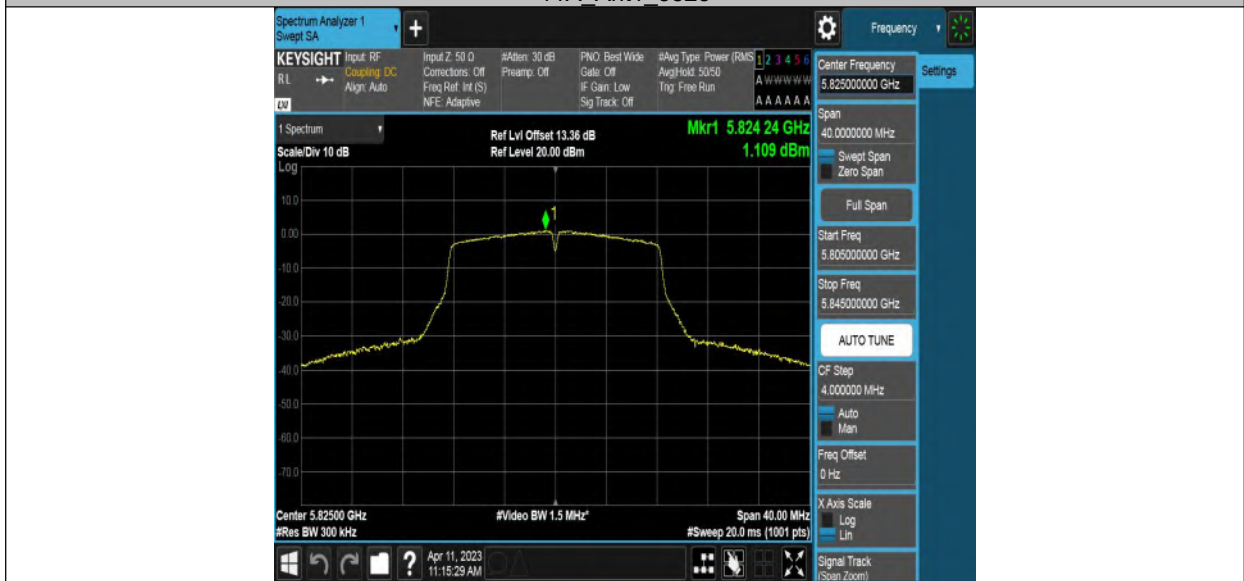 Spectrum Analyzer 1
Swept SA
+
Frequency
KEYSIGHT
RL
LXI
Input: RF
Coupling: DC
Align: Auto
Input Z: 50 Ω
Corrections: Off
Freq Ref: Int (S)
NFE: Adaptive
#Atten: 30 dB
Preamp: Off
PNO: Best Wide
Gate: Off
IF Gain: Low
Sig Track: Off
#Avg Type: Power (RMS
Avg|Hold: 50/50
Trig: Free Run
1 2 3 4 5 6
A W W W W W
A A A A A A
Center Frequency
5.825000000 GHz
Settings
Span
40.0000000 MHz
Swept Span
Zero Span
Full Span
Start Freq
5.805000000 GHz
Stop Freq
5.845000000 GHz
AUTO TUNE
CF Step
4.000000 MHz
Auto
Man
Freq Offset
0 Hz
X Axis Scale
Log
Lin
Signal Track
(Span Zoom)
1 Spectrum
Scale/Div 10 dB
Log
Ref Lvl Offset 13.36 dB
Ref Level 20.00 dBm
Mkr1 5.824 24 GHz
1.109 dBm
1
10.0
0.00
-10.0
-20.0
-30.0
-40.0
-50.0
-60.0
-70.0
Center 5.82500 GHz
#Res BW 300 kHz
#Video BW 1.5 MHz*
Span 40.00 MHz
#Sweep 20.0 ms (1001 pts)
?
Apr 11, 2023
11:15:29 AM